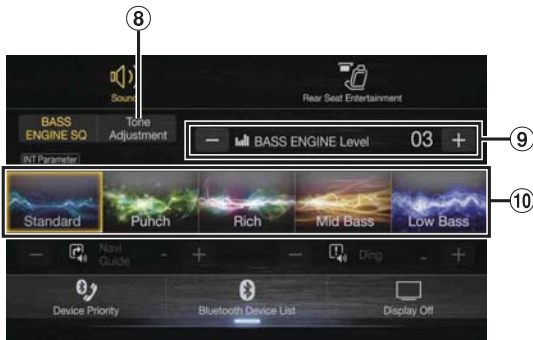 ⑧
Sound
Rear Seat Entertainment
BASS ENGINE SQ
Tone Adjustment
BASS ENGINE Level 03
⑨
INT Parameter
Standard
Punch
Rich
Mid Bass
Low Bass
⑩
Navi Guide
Ding
Device Priority
Bluetooth Device List
Display Off